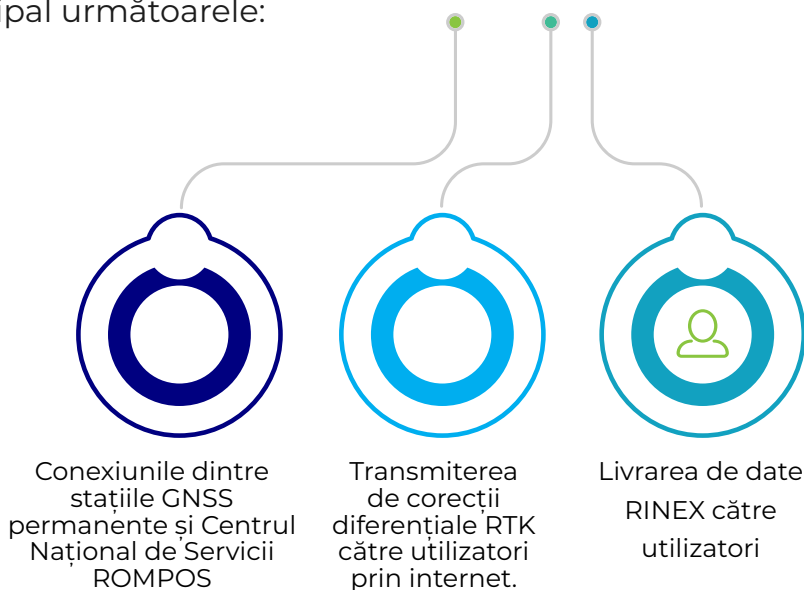 următoarele:
Conexiunile dintre
stațiile GNSS
permanente și Centrul
Național de Servicii
ROMPOS
Transmiterea
de corecții
diferențiale RTK
către utilizatori
prin internet.
Livrarea de date
RINEX către
utilizatori